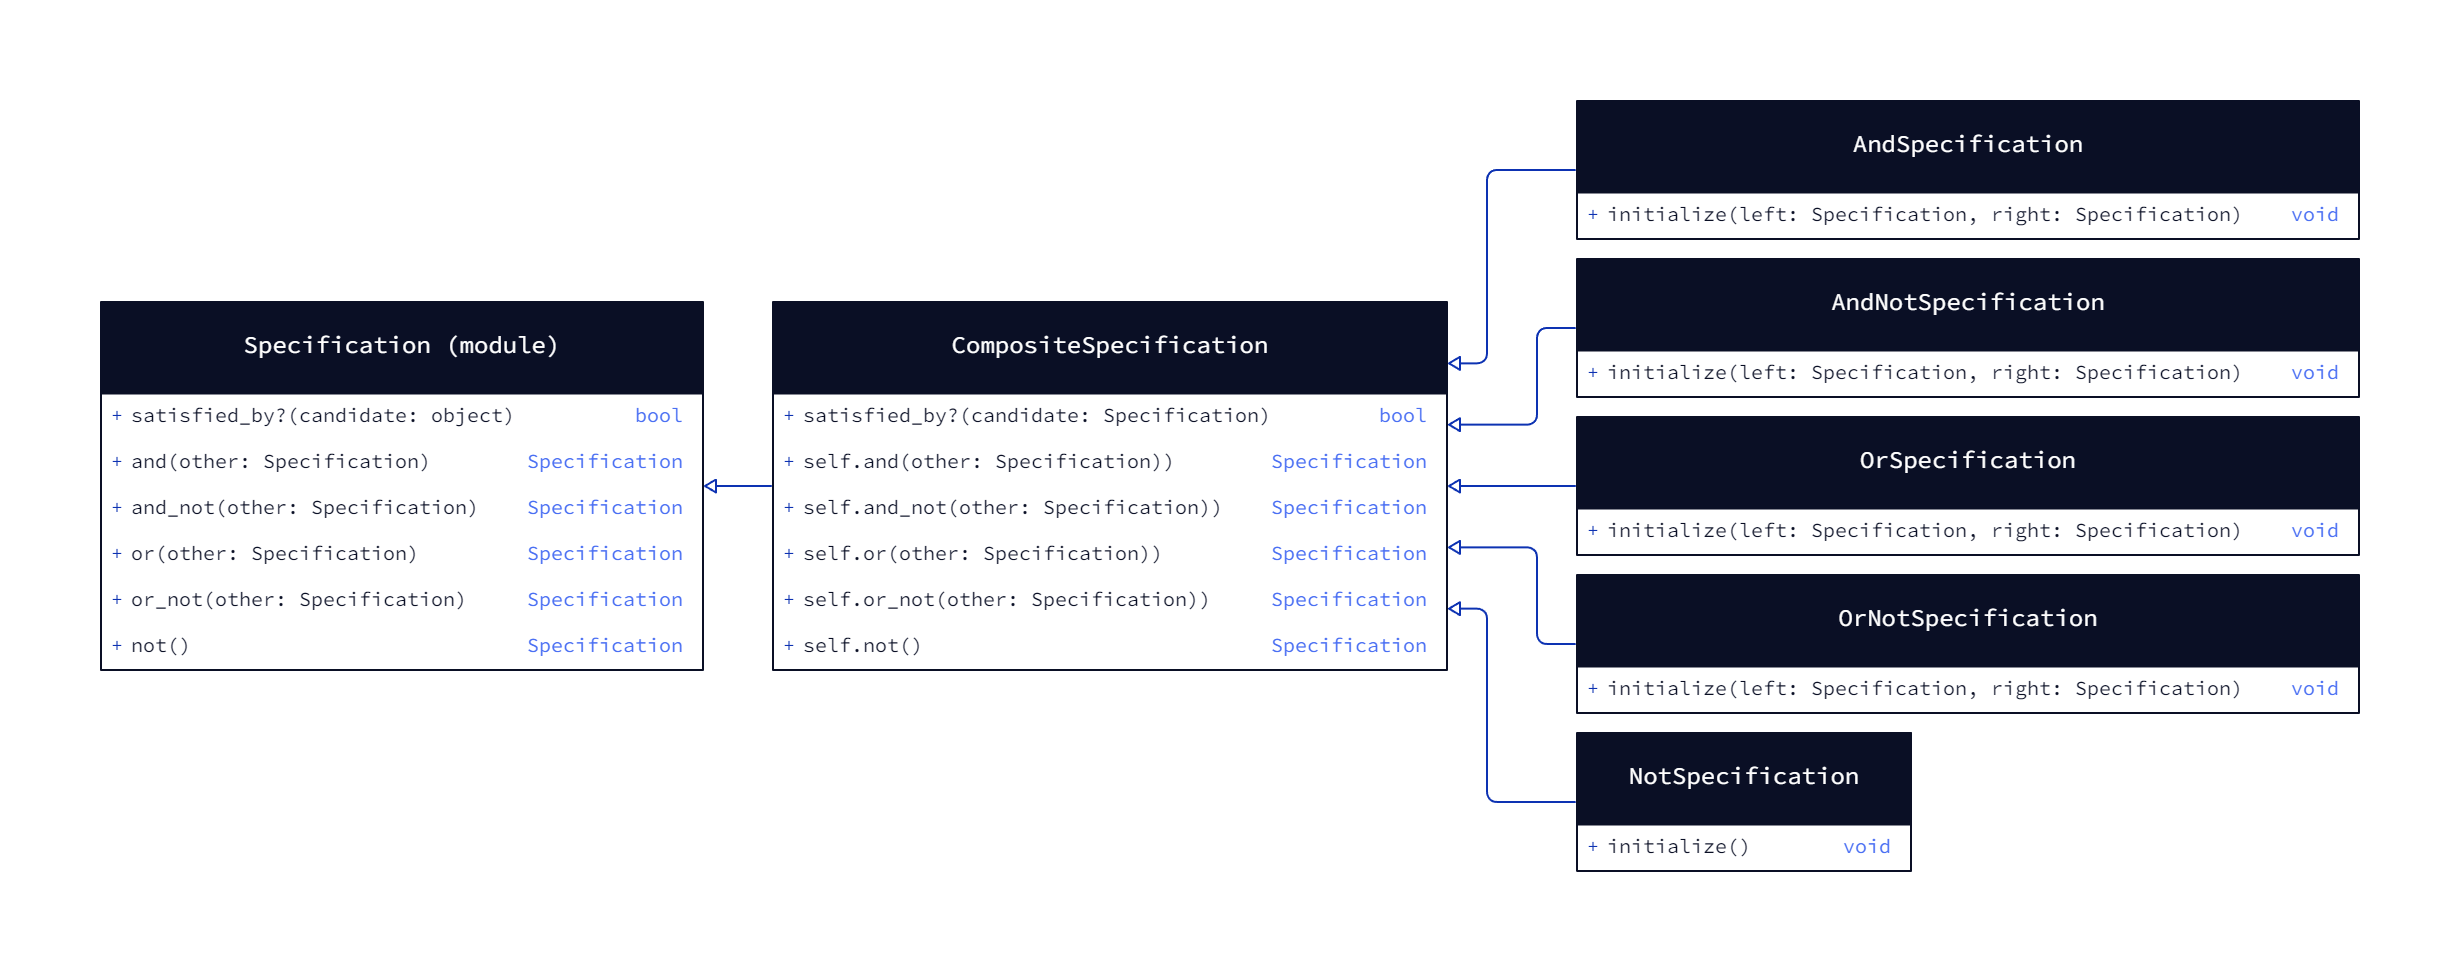 Specification (module)
+ satisfied_by?(candidate: object) bool
+ and(other: Specification) Specification
+ and_not(other: Specification) Specification
+ or(other: Specification) Specification
+ or_not(other: Specification) Specification
+ not() Specification
CompositeSpecification
+ satisfied_by?(candidate: Specification) bool
+ self.and(other: Specification)) Specification
+ self.and_not(other: Specification)) Specification
+ self.or(other: Specification)) Specification
+ self.or_not(other: Specification)) Specification
+ self.not() Specification
AndSpecification
+ initialize(left: Specification, right: Specification) void
AndNotSpecification
+ initialize(left: Specification, right: Specification) void
OrSpecification
+ initialize(left: Specification, right: Specification) void
OrNotSpecification
+ initialize(left: Specification, right: Specification) void
NotSpecification
+ initialize() void